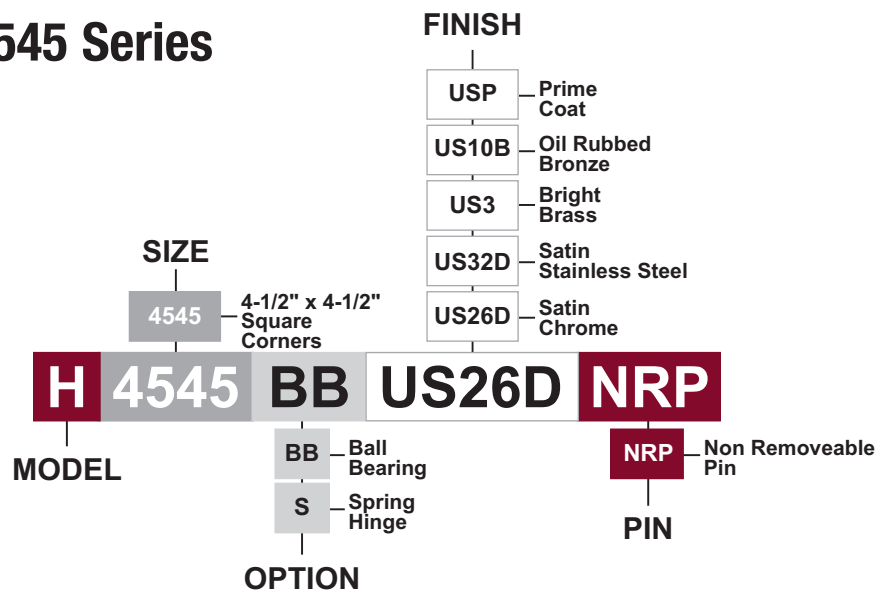 545 Series
FINISH
USP
Prime
Coat
US10B
Oil Rubbed
Bronze
US3
Bright
Brass
US32D
Satin
Stainless Steel
US26D
Satin
Chrome
SIZE
4545
4-1/2" x 4-1/2"
Square
Corners
H 4545 BB US26D NRP
MODEL
BB
Ball
Bearing
S
Spring
Hinge
OPTION
NRP
Non Removeable
Pin
PIN